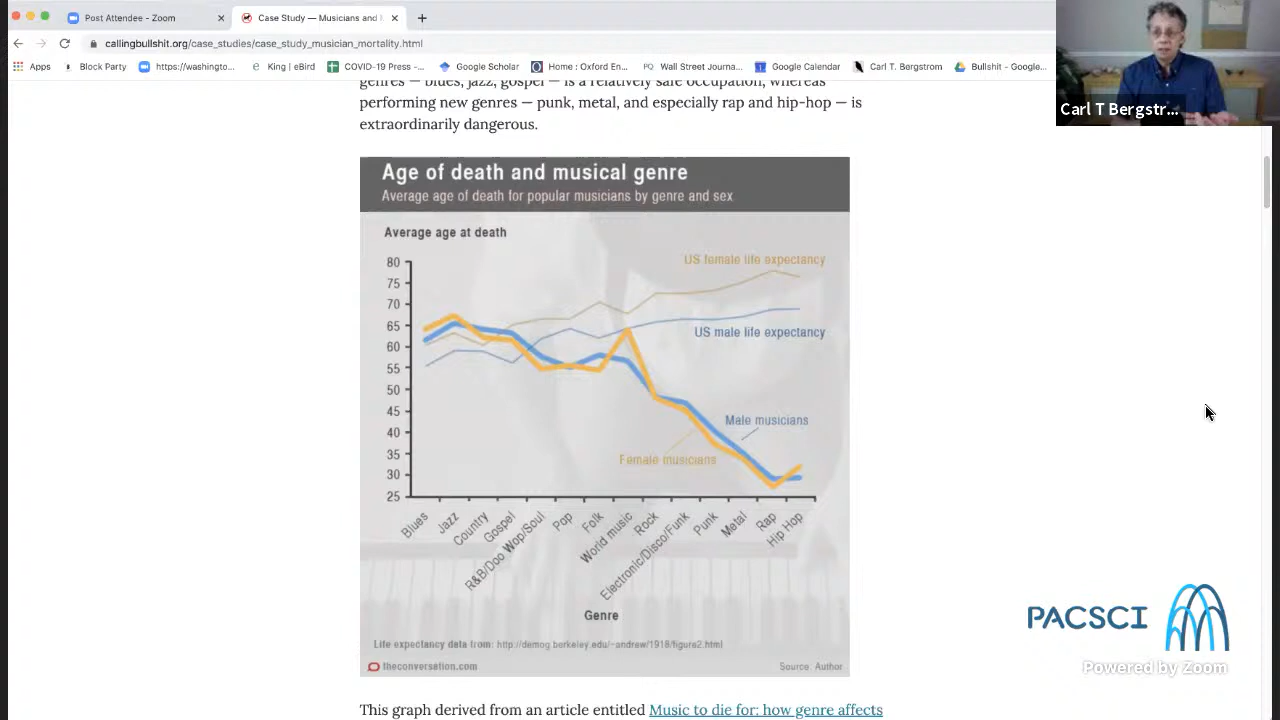 Post Attendee - Zoom
Case Study — Musicians and
callingbullshit.org/case_studies/case_study_musician_mortality.html
Apps
Block Party
https://washingto...
King | eBird
COVID-19 Press -...
Google Scholar
Home : Oxford En...
Wall Street Journa...
Google Calendar
Carl T. Bergstrom
Bullshit - Google...
Carl T Bergstr...
genres — blues, jazz, gospel — is a relatively safe occupation, whereas
performing new genres — punk, metal, and especially rap and hip-hop — is
extraordinarily dangerous.
Age of death and musical genre
Average age of death for popular musicians by genre and sex
Average age at death
80
75
70
65
60
55
50
45
40
35
30
25
US female life expectancy
US male life expectancy
Male musicians
Female musicians
Blues
Jazz
Country
Gospel
R&B/Doo Wop/Soul
Pop
Folk
World music
Rock
Electronic/Disco/Funk
Punk
Metal
Rap
Hip Hop
Genre
Life expectancy data from: http://demog.berkeley.edu/~andrew/1918/figure2.html
theconversation.com
Source: Author
PACSCI
Powered by Zoom
This graph derived from an article entitled Music to die for: how genre affects